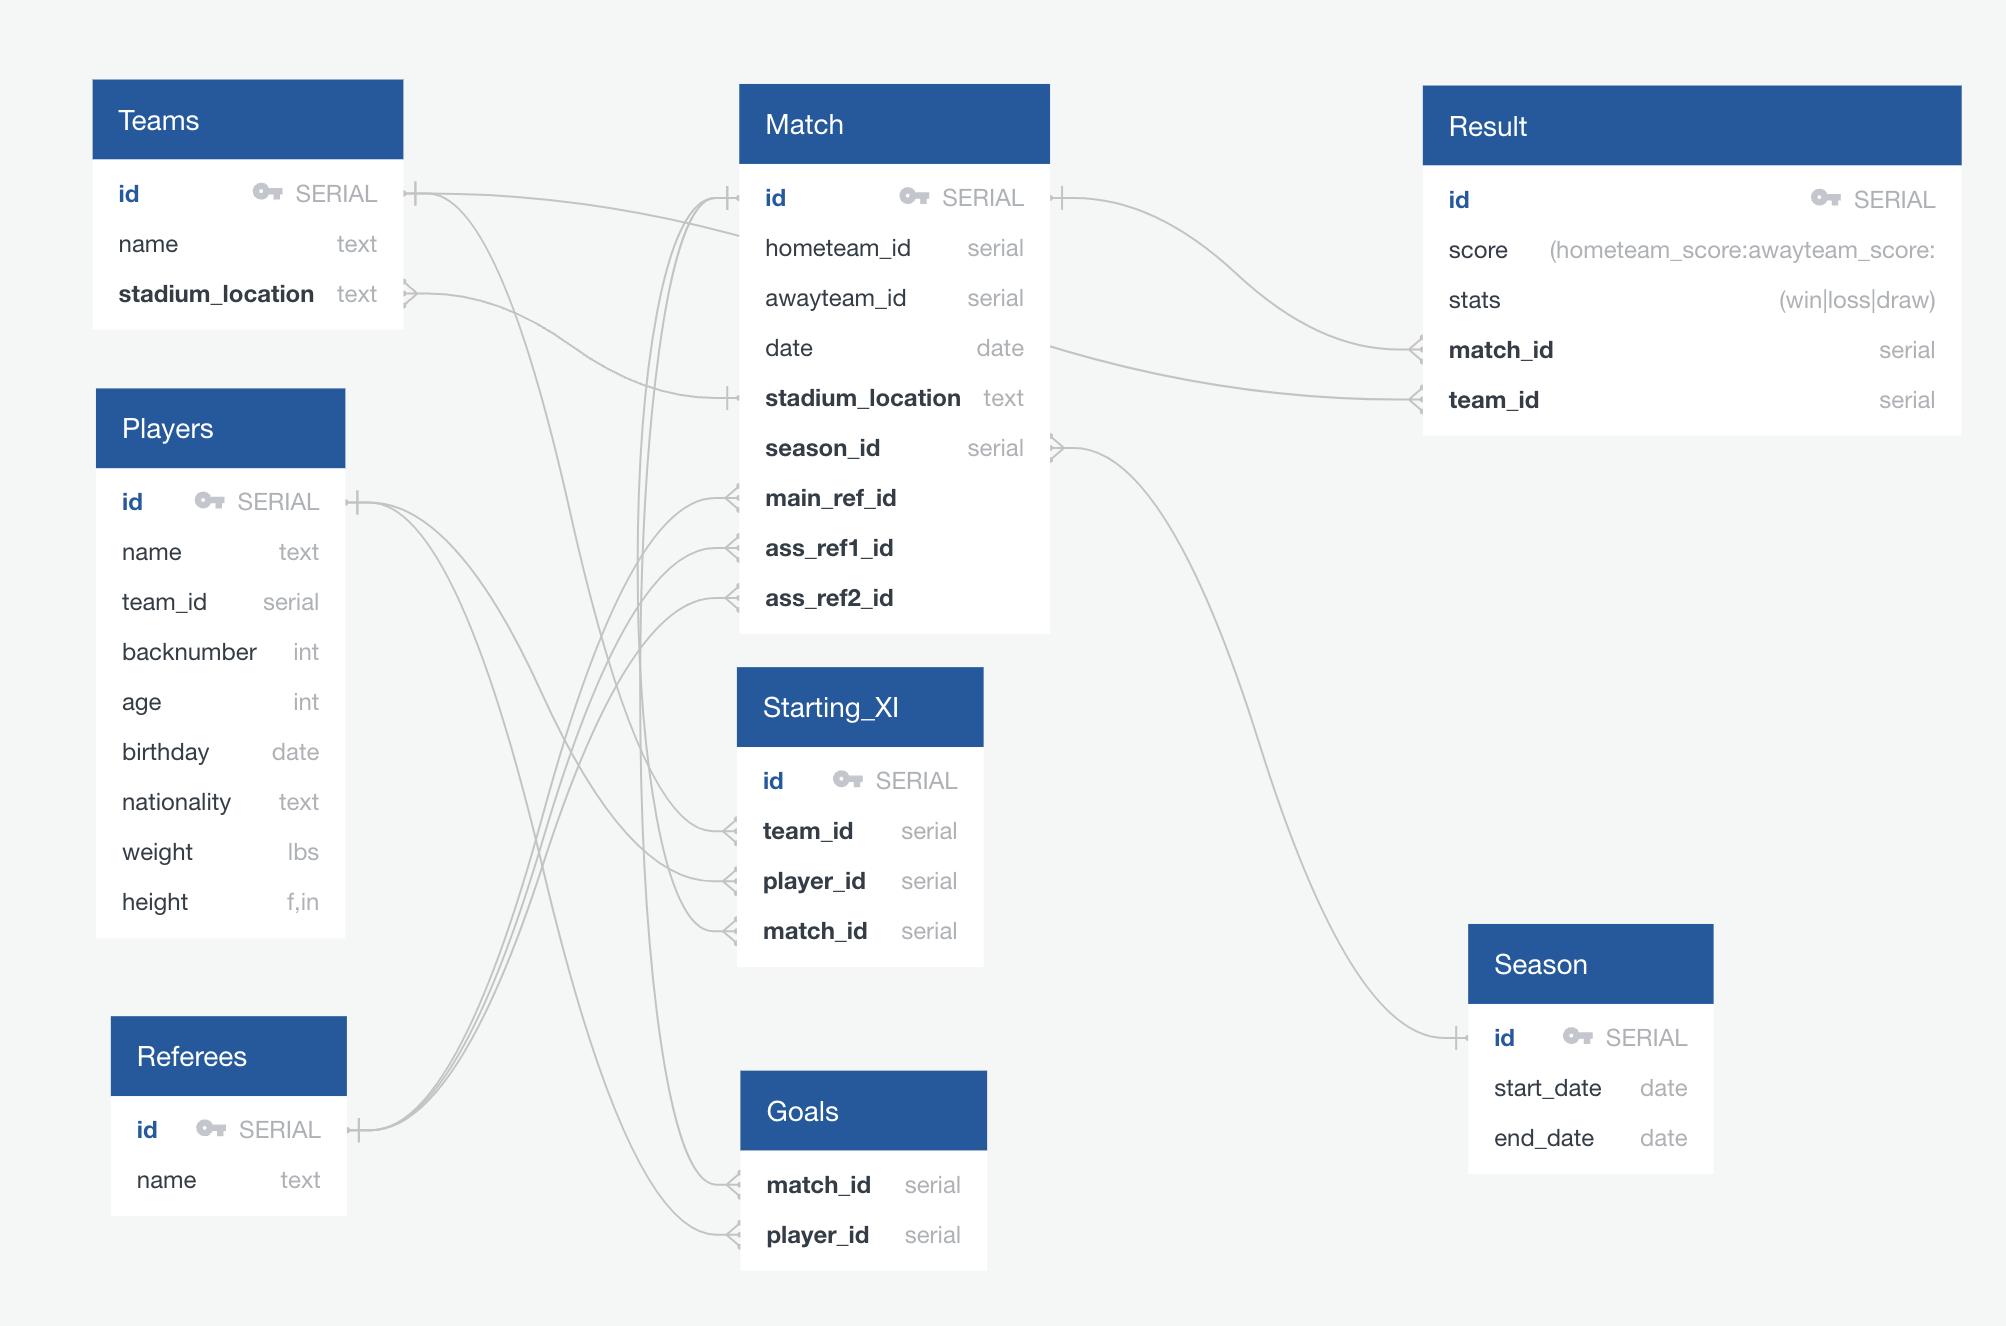 Teams
id SERIAL
name text
stadium_location text
Players
id SERIAL
name text
team_id serial
backnumber int
age int
birthday date
nationality text
weight lbs
height f,in
Referees
id SERIAL
name text
Match
id SERIAL
hometeam_id serial
awayteam_id serial
date date
stadium_location text
season_id serial
main_ref_id
ass_ref1_id
ass_ref2_id
Starting_XI
id SERIAL
team_id serial
player_id serial
match_id serial
Goals
match_id serial
player_id serial
Result
id SERIAL
score (hometeam_score:awayteam_score:
stats (win|loss|draw)
match_id serial
team_id serial
Season
id SERIAL
start_date date
end_date date